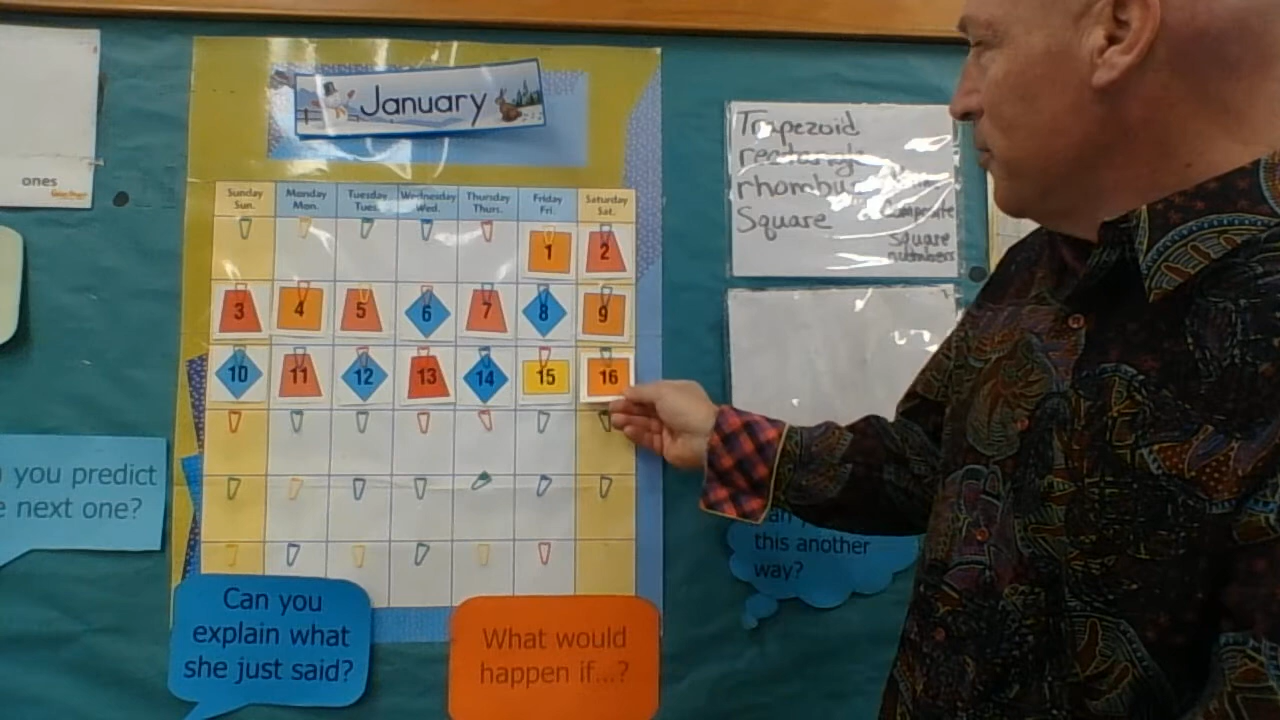 ones
January
Sunday Monday Tuesday Wednesday Thursday Friday Saturday
Sun. Mon. Tues. Wed. Thurs. Fri. Sat.
1 2
3 4 5 6 7 8 9
10 11 12 13 14 15 16
Trapezoid
rectangle
rhombu
Square
Composite
Square
numbers
you predict
next one?
Can you
explain what
she just said?
What would
happen if...?
this another
way?